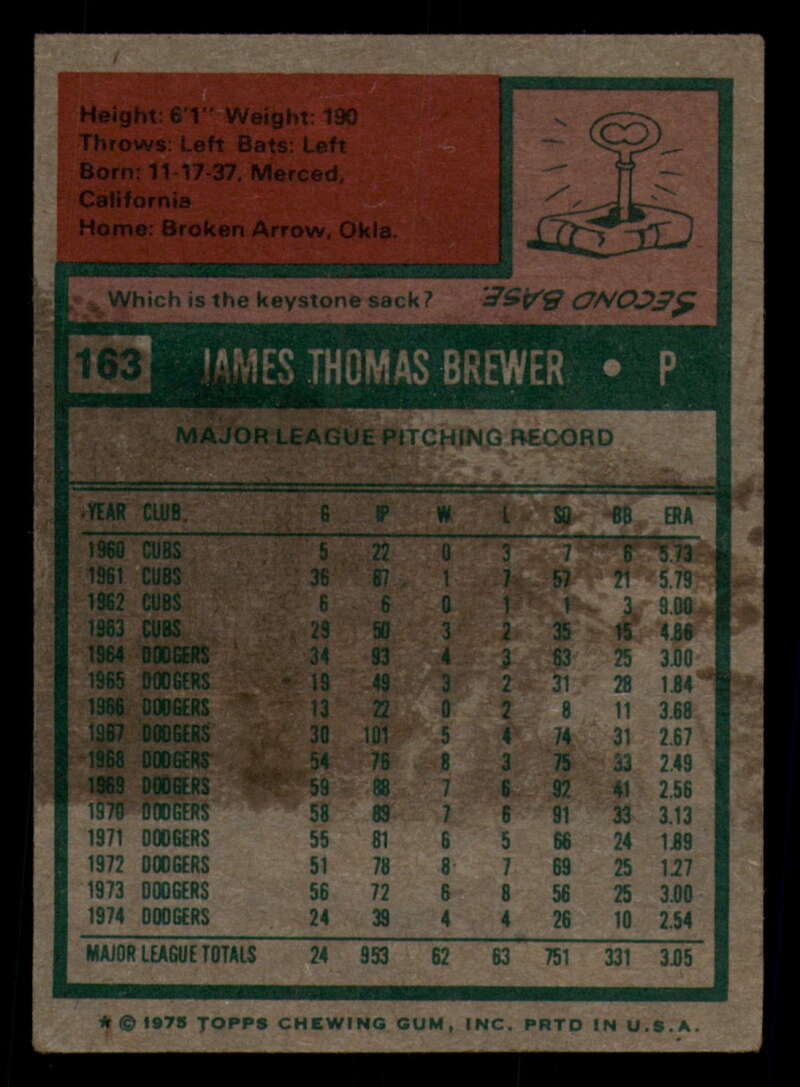 Height: 6'1" Weight: 190
Throws: Left Bats: Left
Born: 11-17-37, Merced,
California
Home: Broken Arrow, Okla.
Which is the keystone sack? SECOND BASE.
163 JAMES THOMAS BREWER • P
MAJOR LEAGUE PITCHING RECORD
YEAR CLUB G IP W L SO BB ERA
1960 CUBS 5 22 0 3 7 6 5.73
1961 CUBS 36 87 1 7 57 21 5.79
1962 CUBS 6 6 0 1 1 3 9.00
1963 CUBS 29 50 3 2 35 15 4.86
1964 DODGERS 34 93 4 3 63 25 3.00
1965 DODGERS 19 49 3 2 31 28 1.84
1966 DODGERS 13 22 0 2 8 11 3.68
1967 DODGERS 30 101 5 4 74 31 2.67
1968 DODGERS 54 76 8 3 75 33 2.49
1969 DODGERS 59 88 7 6 92 41 2.56
1970 DODGERS 58 89 7 6 91 33 3.13
1971 DODGERS 55 81 6 5 66 24 1.89
1972 DODGERS 51 78 8 7 69 25 1.27
1973 DODGERS 56 72 6 8 56 25 3.00
1974 DODGERS 24 39 4 4 26 10 2.54
MAJOR LEAGUE TOTALS 24 953 62 63 751 331 3.05
* © 1975 TOPPS CHEWING GUM, INC. PRTD IN U.S.A.